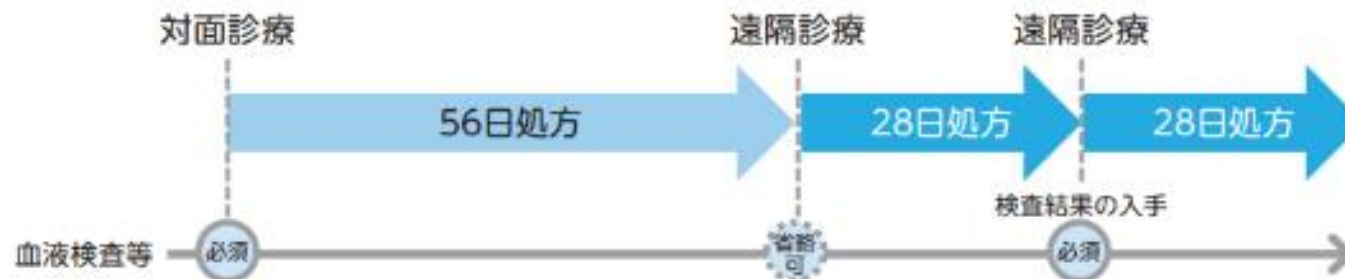 対面診療
遠隔診療
遠隔診療
56日処方
28日処方
28日処方
検査結果の入手
血液検査等
必須
省略
可
必須